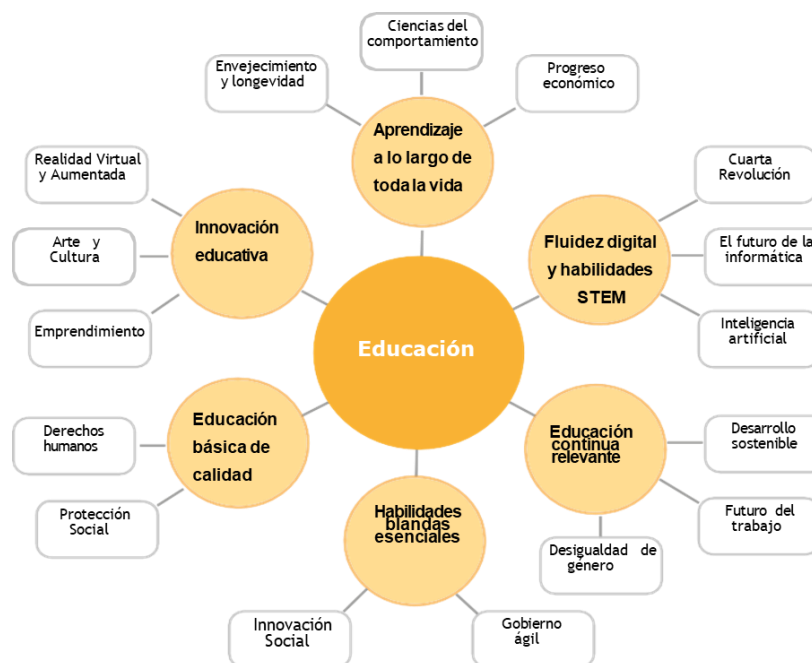 Ciencias del
comportamiento
Envejecimiento
y longevidad
Progreso
económico
Aprendizaje
a lo largo de
toda la vida
Realidad Virtual
y Aumentada
Arte y
Cultura
Emprendimiento
Innovación
educativa
Fluidez digital
y habilidades
STEM
Cuarta
Revolución
El futuro de la
informática
Inteligencia
artificial
Educación
Educación
básica de
calidad
Derechos
humanos
Protección
Social
Educación
continua
relevante
Desarrollo
sostenible
Futuro del
trabajo
Desigualdad de
género
Habilidades
blandas
esenciales
Innovación
Social
Gobierno
ágil